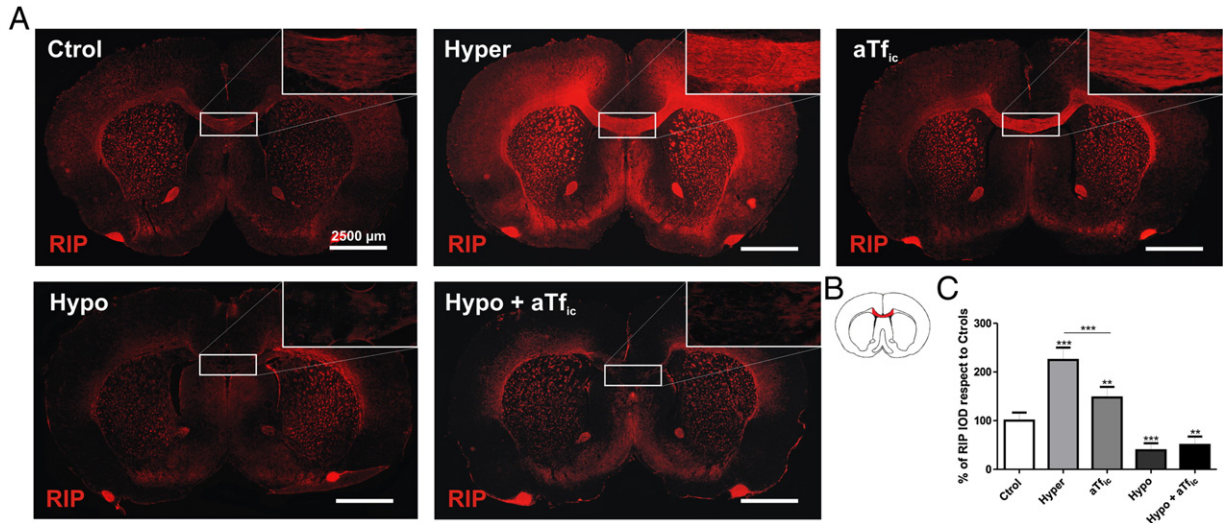 A
Ctrol
RIP
2500 µm
Hyper
RIP
aTfic
RIP
Hypo
RIP
Hypo + aTfic
RIP
B
C
% of RIP IOD respect to Ctrols
300
200
100
0
***
**
***
***
**
Ctrol
Hyper
aTfic
Hypo
Hypo + aTfic